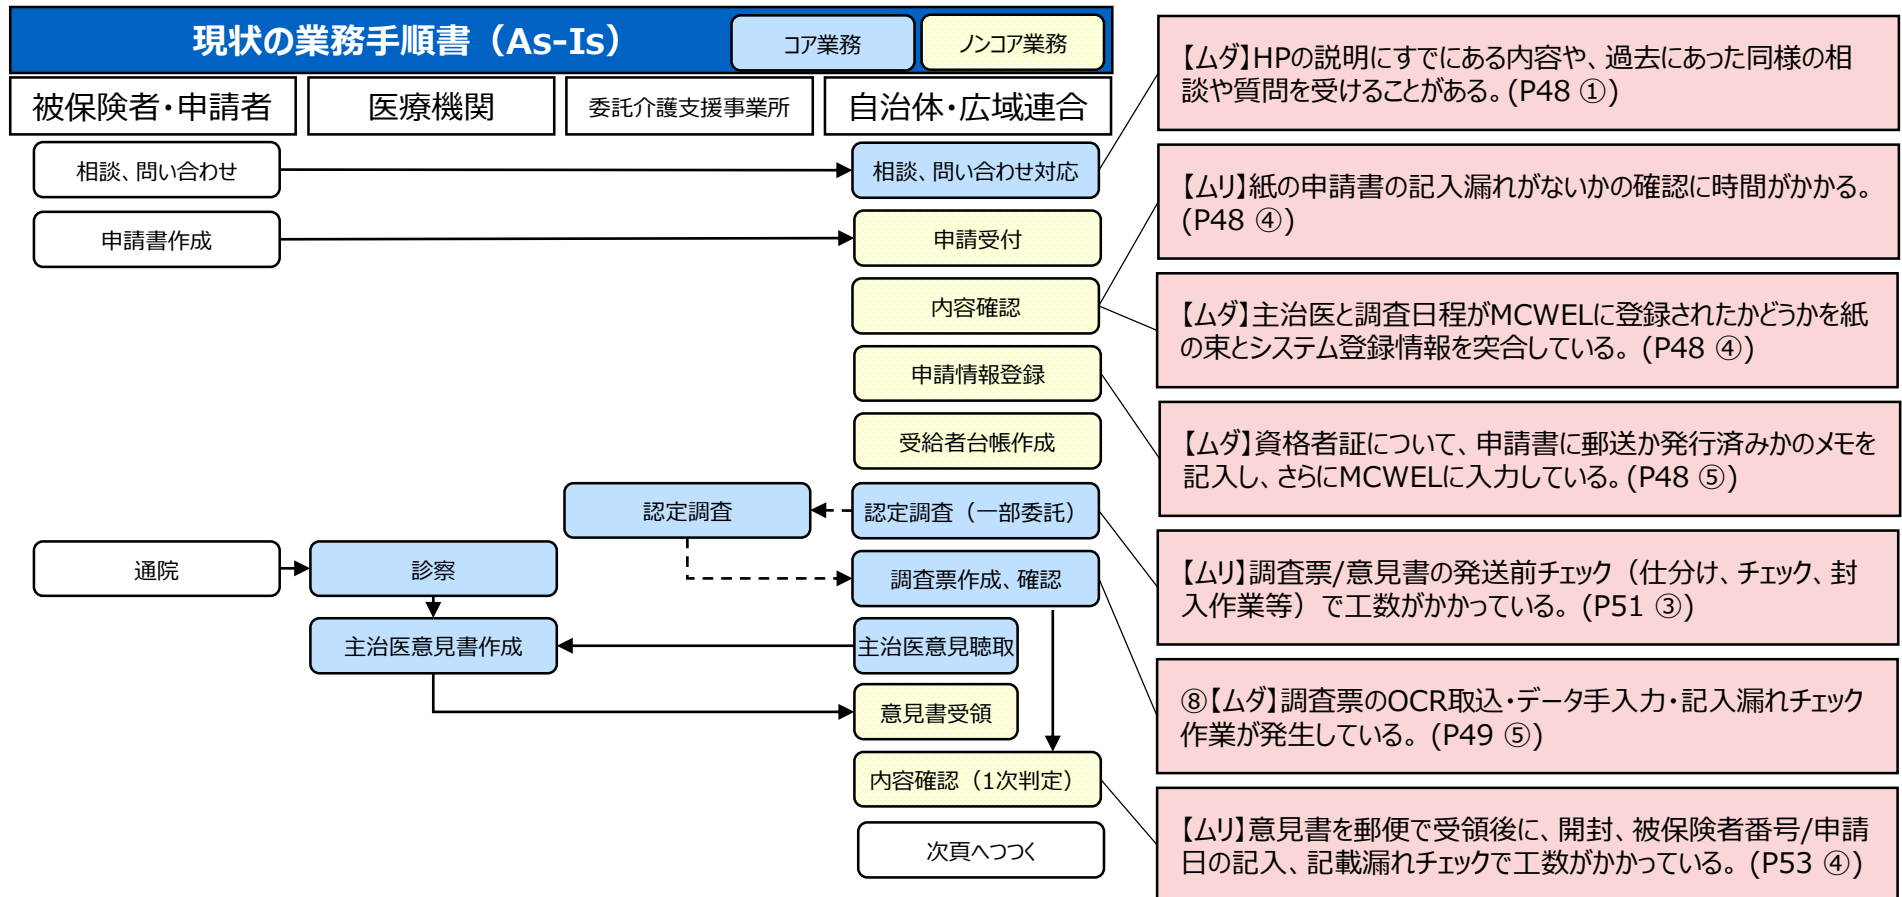 現状の業務手順書（As-Is）
コア業務
ノンコア業務
被保険者・申請者
医療機関
委託介護支援事業所
自治体・広域連合
相談、問い合わせ
相談、問い合わせ対応
申請書作成
申請受付
内容確認
申請情報登録
受給者台帳作成
認定調査
認定調査（一部委託）
通院
診察
調査票作成、確認
主治医意見書作成
主治医意見聴取
意見書受領
内容確認（1次判定）
次頁へつつく
【ムダ】HPの説明にすでにある内容や、過去にあった同様の相
談や質問を受けることがある。(P48 ①)
【ムリ】紙の申請書の記入漏れがないかの確認に時間がかかる。
(P48 ④)
【ムダ】主治医と調査日程がMCWELに登録されたかどうかを紙
の束とシステム登録情報を突合している。 (P48 ④)
【ムダ】資格者証について、申請書に郵送か発行済みかのメモを
記入し、さらにMCWELに入力している。(P48 ⑤)
【ムリ】調査票/意見書の発送前チェック（仕分け、チェック、封
入作業等）で工数がかかっている。 (P51 ③)
⑧【ムダ】調査票のOCR取込・データ手入力・記入漏れチェック
作業が発生している。 (P49 ⑤)
【ムリ】意見書を郵便で受領後に、開封、被保険者番号/申請
日の記入、記載漏れチェックで工数がかかっている。 (P53 ④)